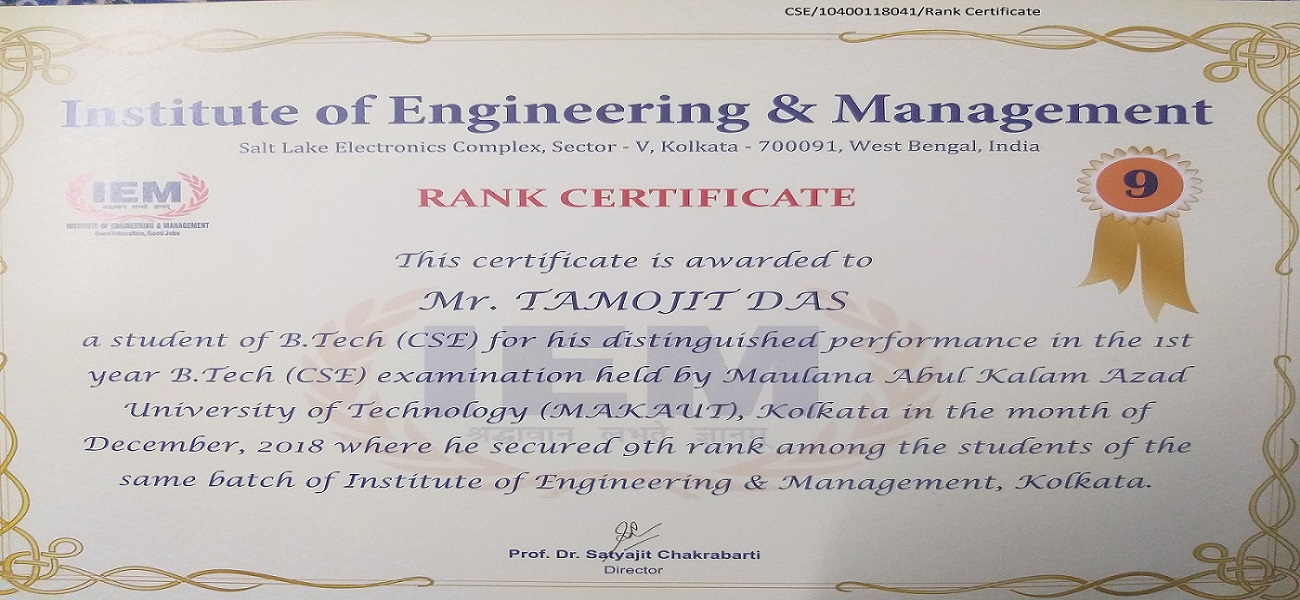 CSE/10400118041/Rank Certificate
Institute of Engineering & Management
Salt Lake Electronics Complex, Sector - V, Kolkata - 700091, West Bengal, India
IEM
INSTITUTE OF ENGINEERING & MANAGEMENT
Good Education, Good Jobs
RANK CERTIFICATE
9
This certificate is awarded to
Mr. TAMOJIT DAS
a student of B.Tech (CSE) for his distinguished performance in the 1st
year B.Tech (CSE) examination held by Maulana Abul Kalam Azad
University of Technology (MAKAUT), Kolkata in the month of
December, 2018 where he secured 9th rank among the students of the
same batch of Institute of Engineering & Management, Kolkata.
IEM
श्रद्धावान लभते ज्ञानम्
Prof. Dr. Satyajit Chakrabarti
Director